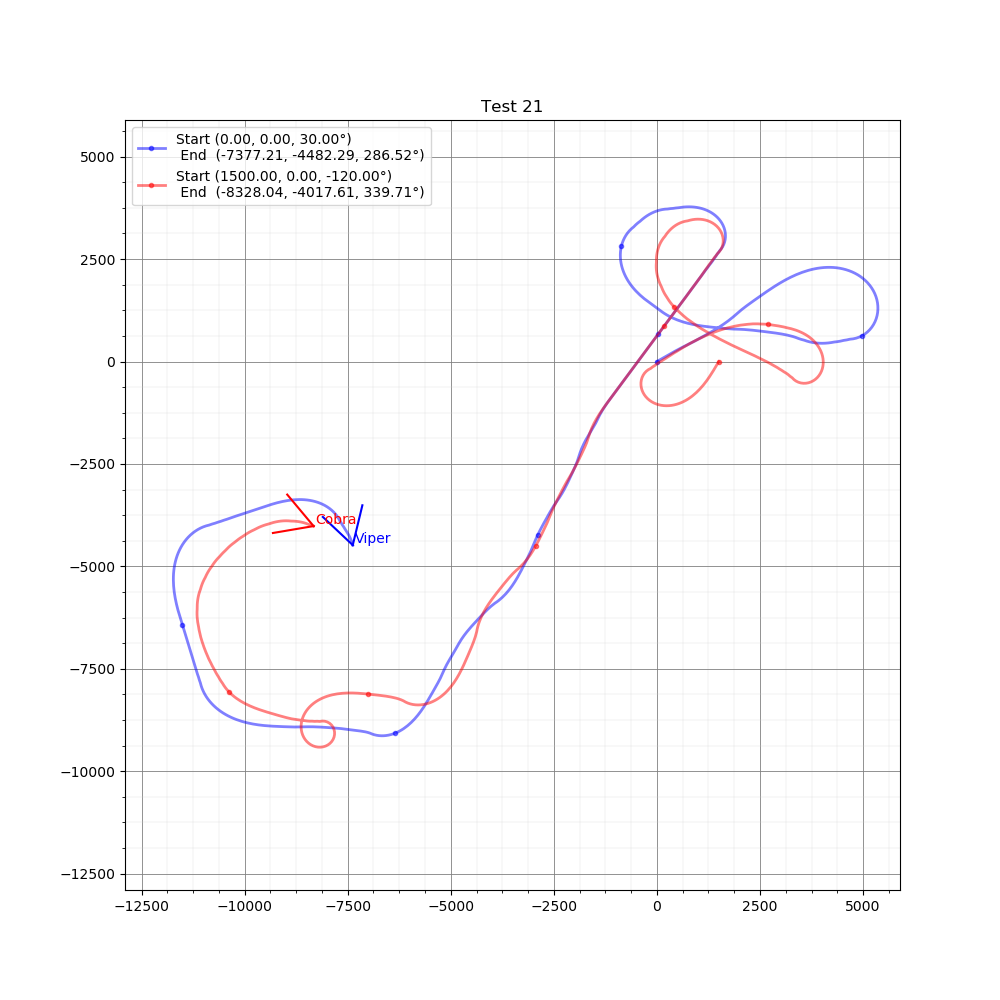 Test 21
Start (0.00, 0.00, 30.00°)
End (-7377.21, -4482.29, 286.52°)
Start (1500.00, 0.00, -120.00°)
End (-8328.04, -4017.61, 339.71°)
5000
2500
0
−2500
−5000
−7500
−10000
−12500
Cobra
Viper
−12500 −10000 −7500 −5000 −2500 0 2500 5000